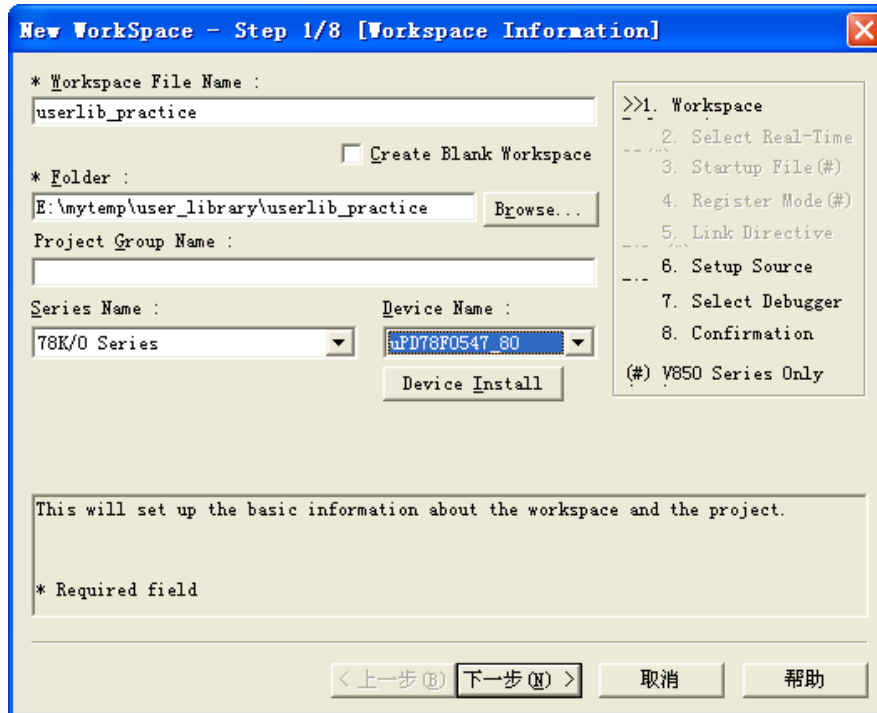 New WorkSpace - Step 1/8 [Workspace Information]
* Workspace File Name :
userlib_practice
Create Blank Workspace
* Folder :
E:\mytemp\user_library\userlib_practice
Browse...
Project Group Name :
Series Name :
Device Name :
78K/0 Series
uPD78F0547_80
Device Install
>>1. Workspace
2. Select Real-Time
3. Startup File(#)
4. Register Mode(#)
5. Link Directive
6. Setup Source
7. Select Debugger
8. Confirmation
(#) V850 Series Only
This will set up the basic information about the workspace and the project.
* Required field
< 上一步(B)
下一步(N) >
取消
帮助